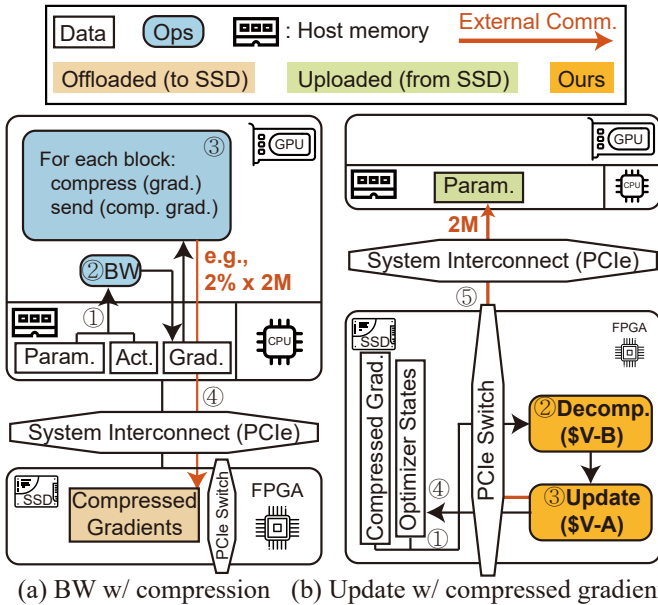 Data
Ops
: Host memory
External Comm.
Offloaded (to SSD)
Uploaded (from SSD)
Ours
③
For each block:
compress (grad.)
send (comp. grad.)
GPU
②BW
e.g.,
2% x 2M
①
Param.
Act.
Grad.
CPU
④
System Interconnect (PCIe)
SSD
Compressed
Gradients
PCIe Switch
FPGA
(a) BW w/ compression
GPU
Param.
CPU
2M
System Interconnect (PCIe)
⑤
SSD
FPGA
Compressed Grad.
Optimizer States
PCIe Switch
②Decomp.
($V-B)
④
①
③Update
($V-A)
(b) Update w/ compressed gradien